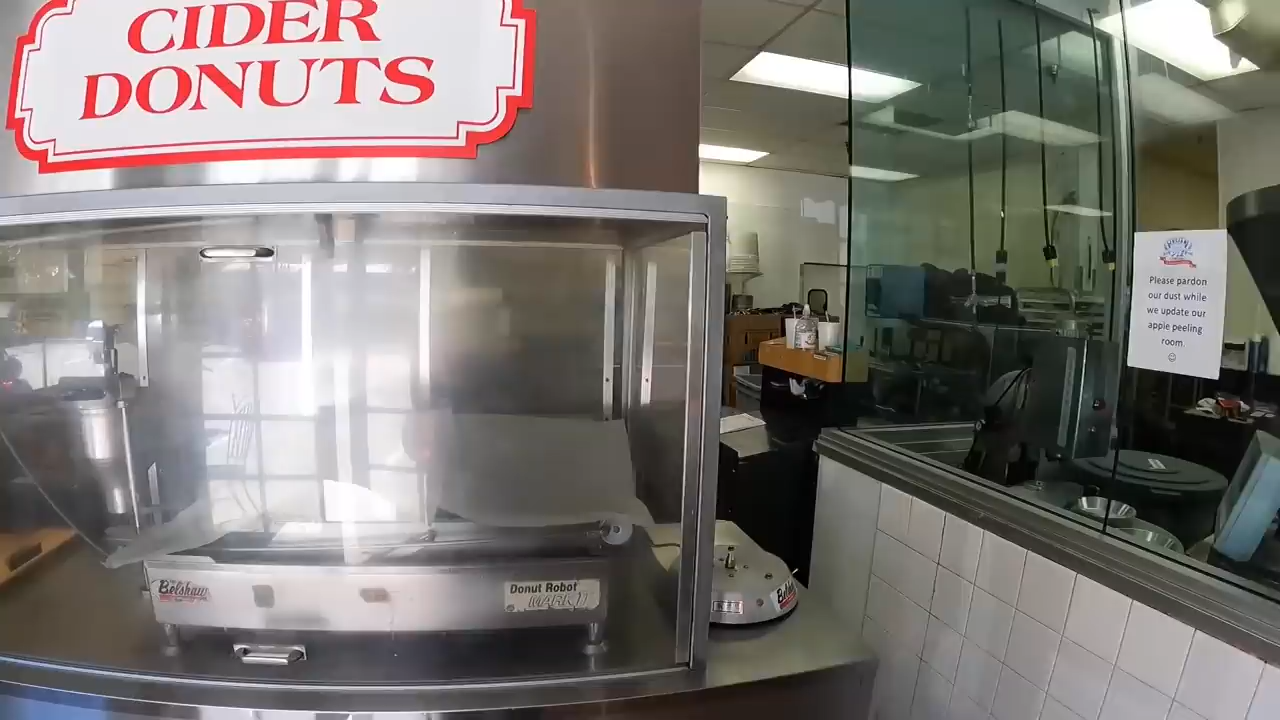 CIDER
DONUTS
Please pardon
our dust while
we update our
apple peeling
room.
☺
Belshaw
Donut Robot
MARK II